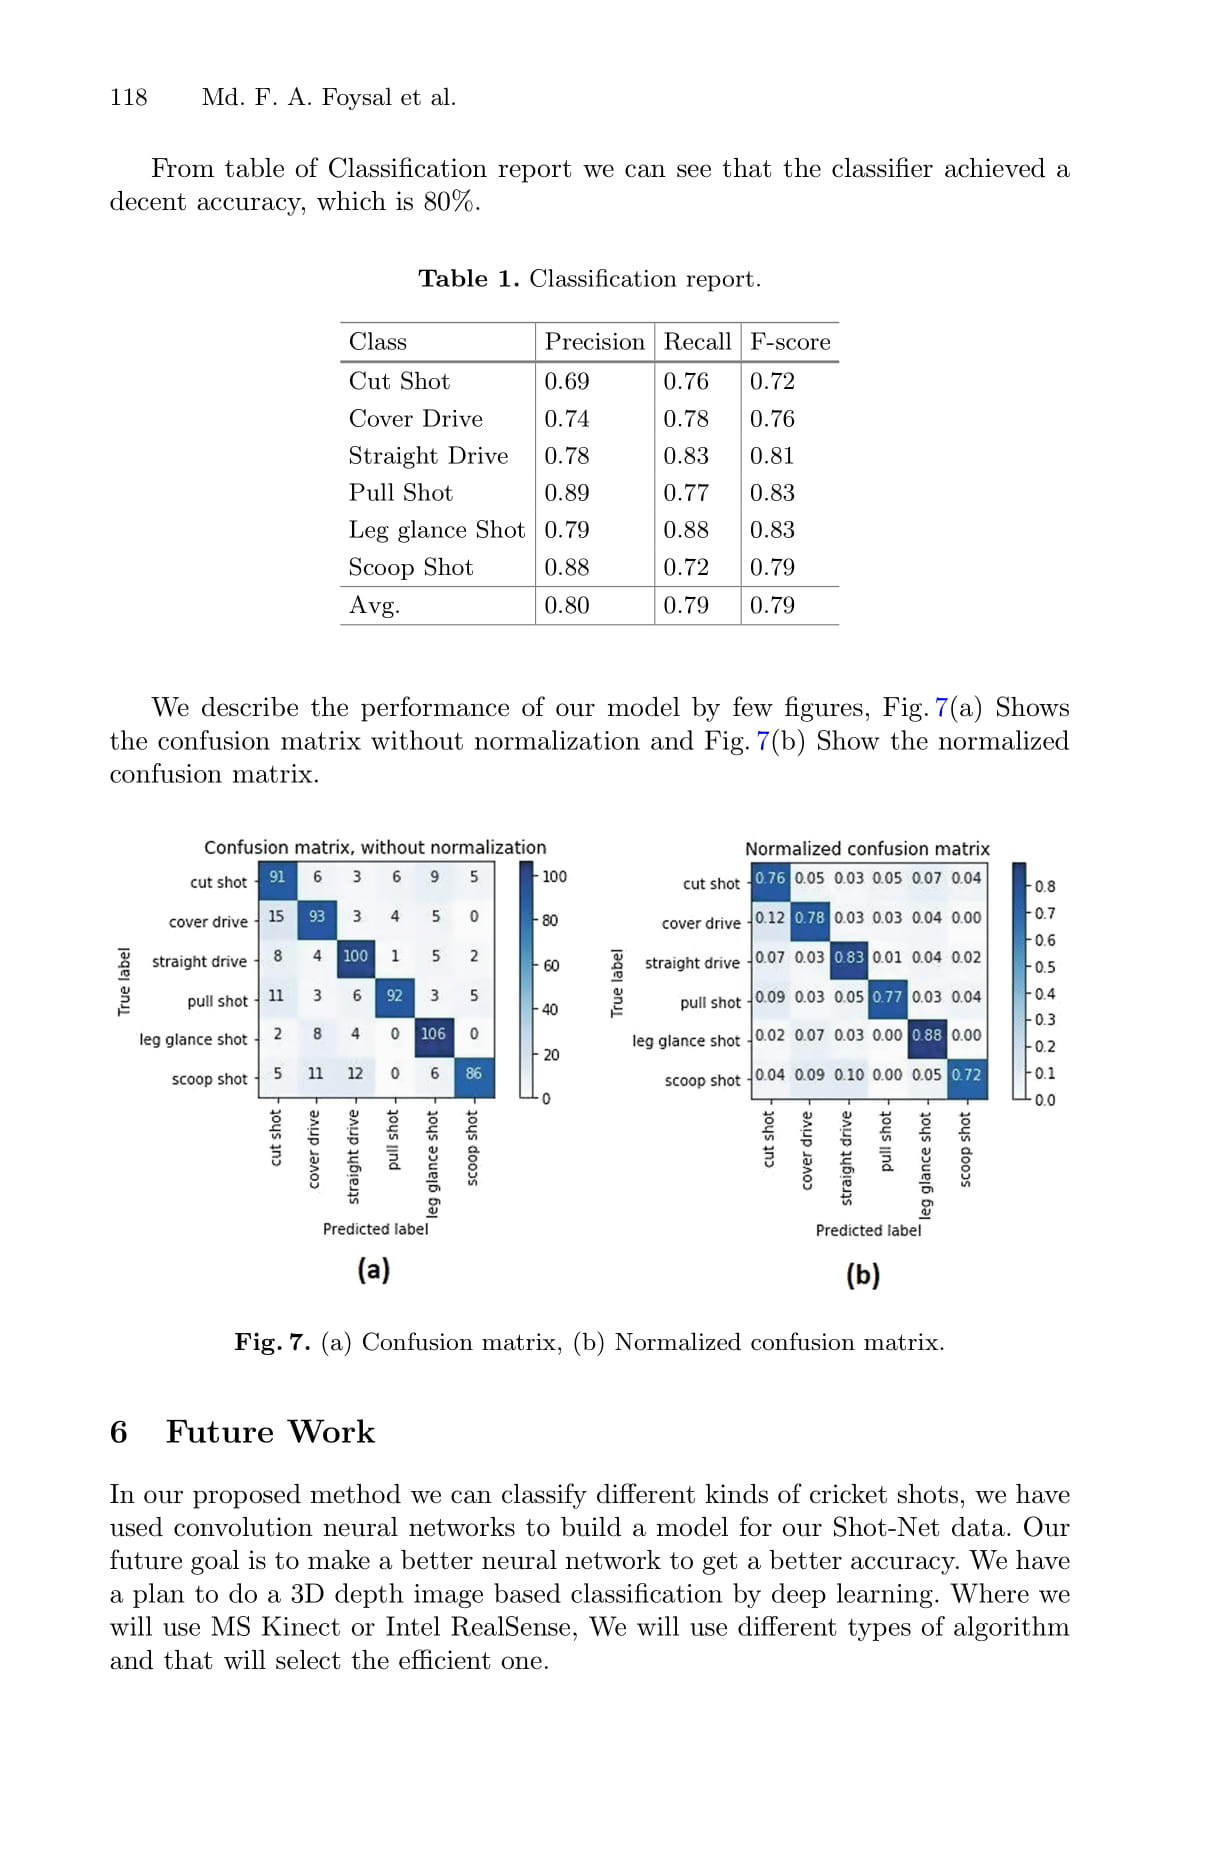 118 Md. F. A. Foysal et al.
From table of Classification report we can see that the classifier achieved a
decent accuracy, which is 80%.
Table 1. Classification report.
Class Precision Recall F-score
Cut Shot 0.69 0.76 0.72
Cover Drive 0.74 0.78 0.76
Straight Drive 0.78 0.83 0.81
Pull Shot 0.89 0.77 0.83
Leg glance Shot 0.79 0.88 0.83
Scoop Shot 0.88 0.72 0.79
Avg. 0.80 0.79 0.79
We describe the performance of our model by few figures, Fig. 7(a) Shows
the confusion matrix without normalization and Fig. 7(b) Show the normalized
confusion matrix.
Confusion matrix, without normalization
True label
cut shot 91 6 3 6 9 5
cover drive 15 93 3 4 5 0
straight drive 8 4 100 1 5 2
pull shot 11 3 6 92 3 5
leg glance shot 2 8 4 0 106 0
scoop shot 5 11 12 0 6 86
cut shot
cover drive
straight drive
pull shot
leg glance shot
scoop shot
Predicted label
100
80
60
40
20
0
(a)
Normalized confusion matrix
True label
cut shot 0.76 0.05 0.03 0.05 0.07 0.04
cover drive 0.12 0.78 0.03 0.03 0.04 0.00
straight drive 0.07 0.03 0.83 0.01 0.04 0.02
pull shot 0.09 0.03 0.05 0.77 0.03 0.04
leg glance shot 0.02 0.07 0.03 0.00 0.88 0.00
scoop shot 0.04 0.09 0.10 0.00 0.05 0.72
cut shot
cover drive
straight drive
pull shot
leg glance shot
scoop shot
Predicted label
0.8
0.7
0.6
0.5
0.4
0.3
0.2
0.1
0.0
(b)
Fig. 7. (a) Confusion matrix, (b) Normalized confusion matrix.
6 Future Work
In our proposed method we can classify different kinds of cricket shots, we have
used convolution neural networks to build a model for our Shot-Net data. Our
future goal is to make a better neural network to get a better accuracy. We have
a plan to do a 3D depth image based classification by deep learning. Where we
will use MS Kinect or Intel RealSense, We will use different types of algorithm
and that will select the efficient one.